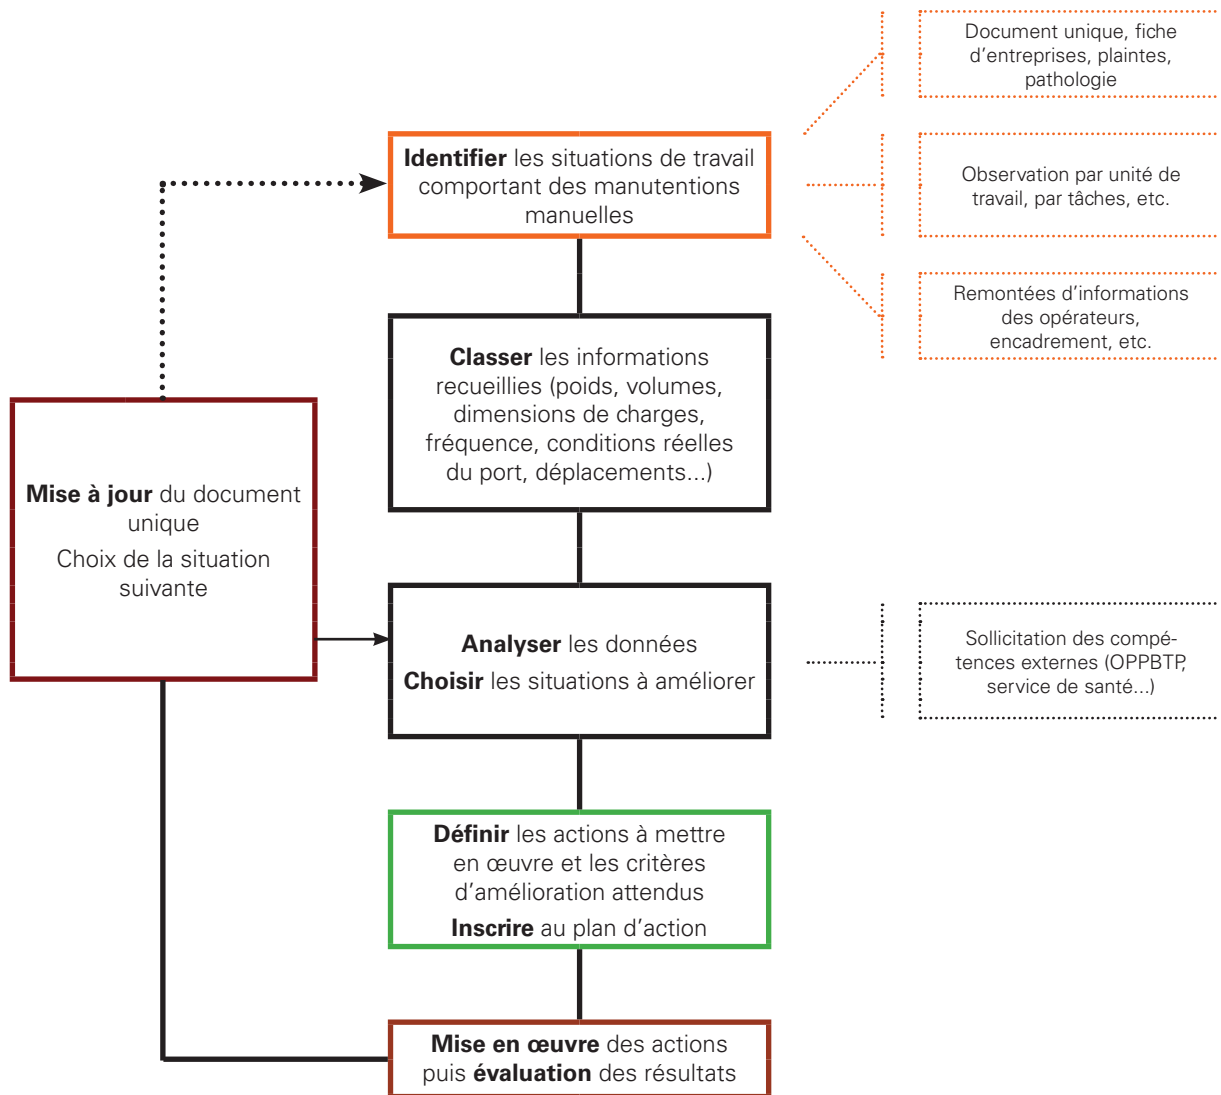 Document unique, fiche
d’entreprises, plaintes,
pathologie
Identifier les situations de travail
comportant des manutentions
manuelles
Observation par unité de
travail, par tâches, etc.
Remontées d’informations
des opérateurs,
encadrement, etc.
Classer les informations
recueillies (poids, volumes,
dimensions de charges,
fréquence, conditions réelles
du port, déplacements...)
Mise à jour du document
unique
Choix de la situation
suivante
Analyser les données
Choisir les situations à améliorer
Sollicitation des compé-
tences externes (OPPBTP,
service de santé...)
Définir les actions à mettre
en œuvre et les critères
d’amélioration attendus
Inscrire au plan d’action
Mise en œuvre des actions
puis évaluation des résultats